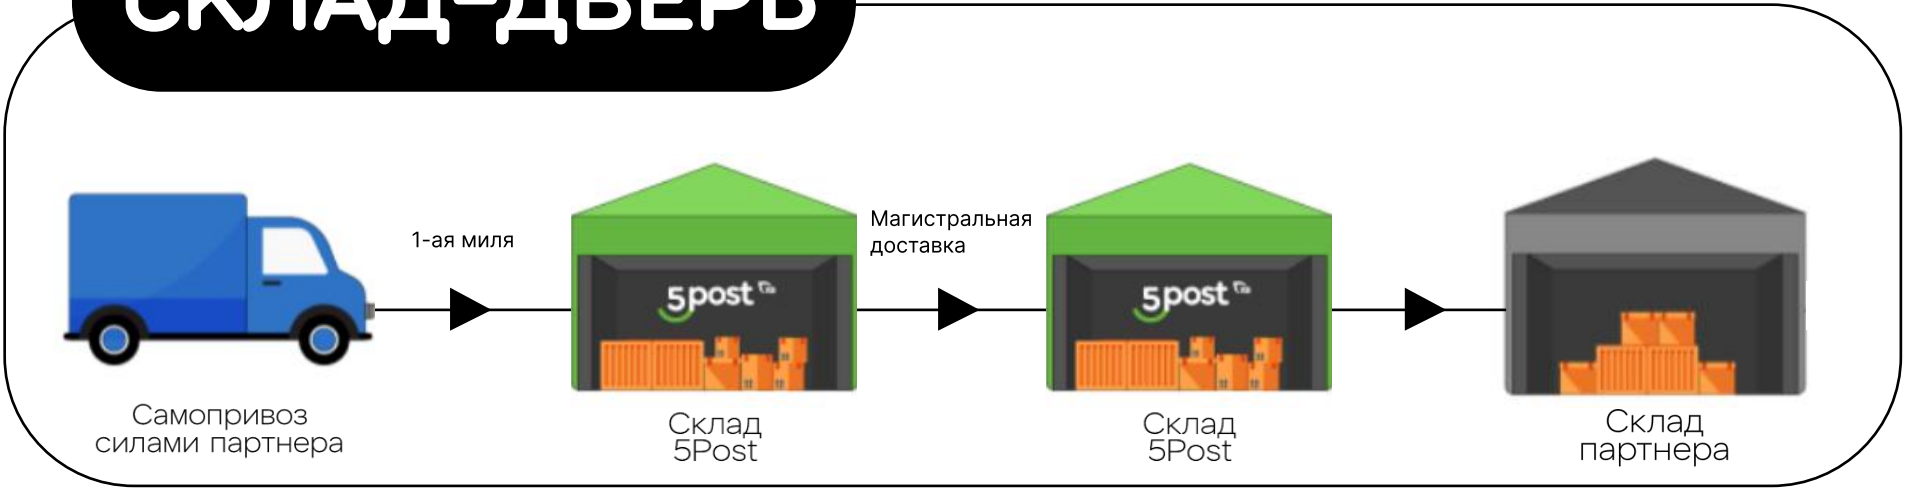 СКЛАД-ДВЕРЬ
1-ая миля
Магистральная
доставка
5post
5post
Самопривоз
силами партнера
Склад
5Post
Склад
5Post
Склад
партнера